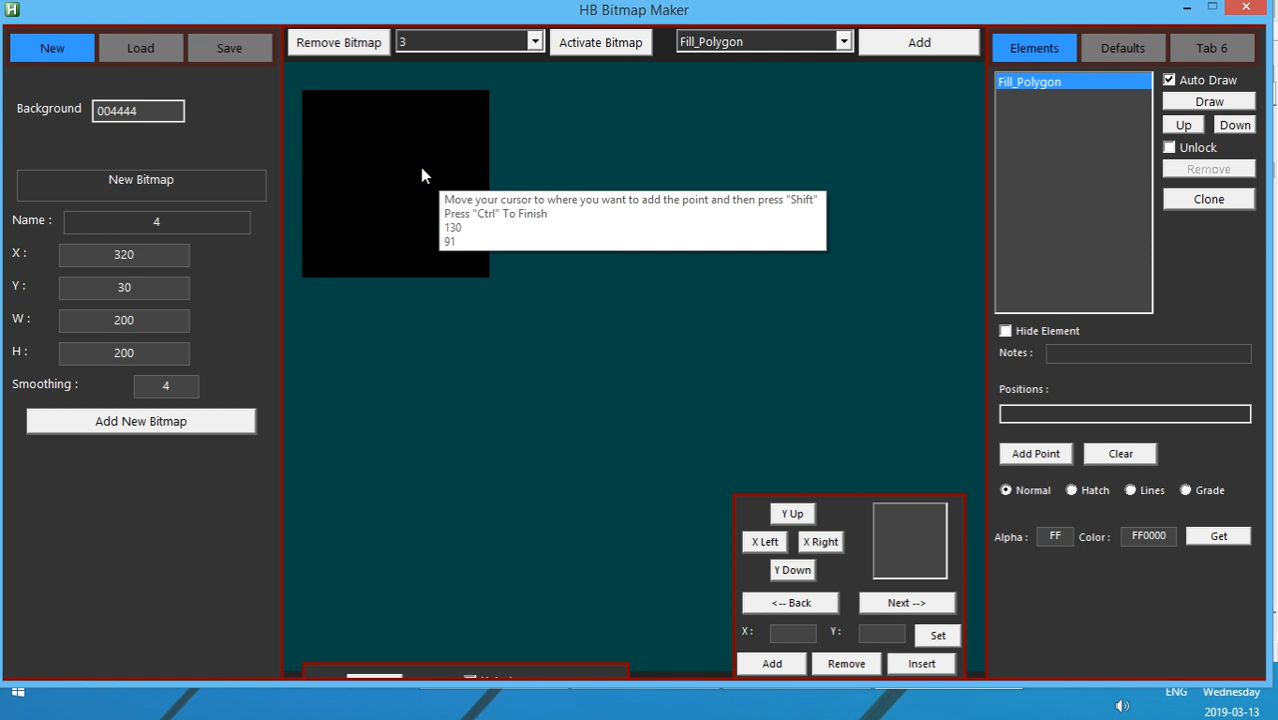 HB Bitmap Maker
New Load Save
Remove Bitmap 3 Activate Bitmap Fill_Polygon Add
Elements Defaults Tab 6
Background 004444
New Bitmap
Name : 4
X : 320
Y : 30
W : 200
H : 200
Smoothing : 4
Add New Bitmap
Move your cursor to where you want to add the point and then press "Shift"
Press "Ctrl" To Finish
130
91
Y Up
X Left X Right
Y Down
<-- Back Next -->
X : Y : Set
Add Remove Insert
Fill_Polygon
Auto Draw
Draw
Up Down
Unlock
Remove
Clone
Hide Element
Notes :
Positions :
Add Point Clear
Normal Hatch Lines Grade
Alpha : FF Color : FF0000 Get
ENG Wednesday
2019-03-13